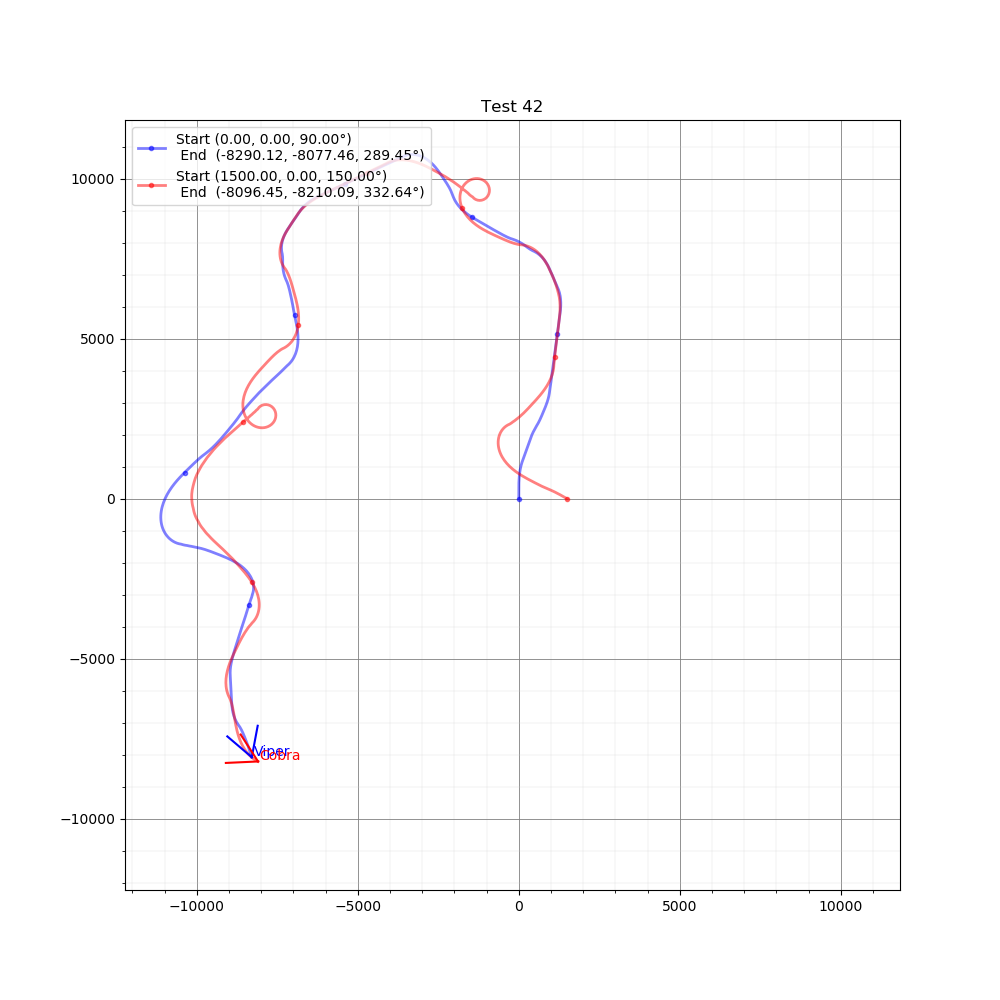 Test 42
Start (0.00, 0.00, 90.00°)
End  (-8290.12, -8077.46, 289.45°)
Start (1500.00, 0.00, 150.00°)
End  (-8096.45, -8210.09, 332.64°)
10000
5000
0
−5000
−10000
Viper
Cobra
−10000
−5000
0
5000
10000